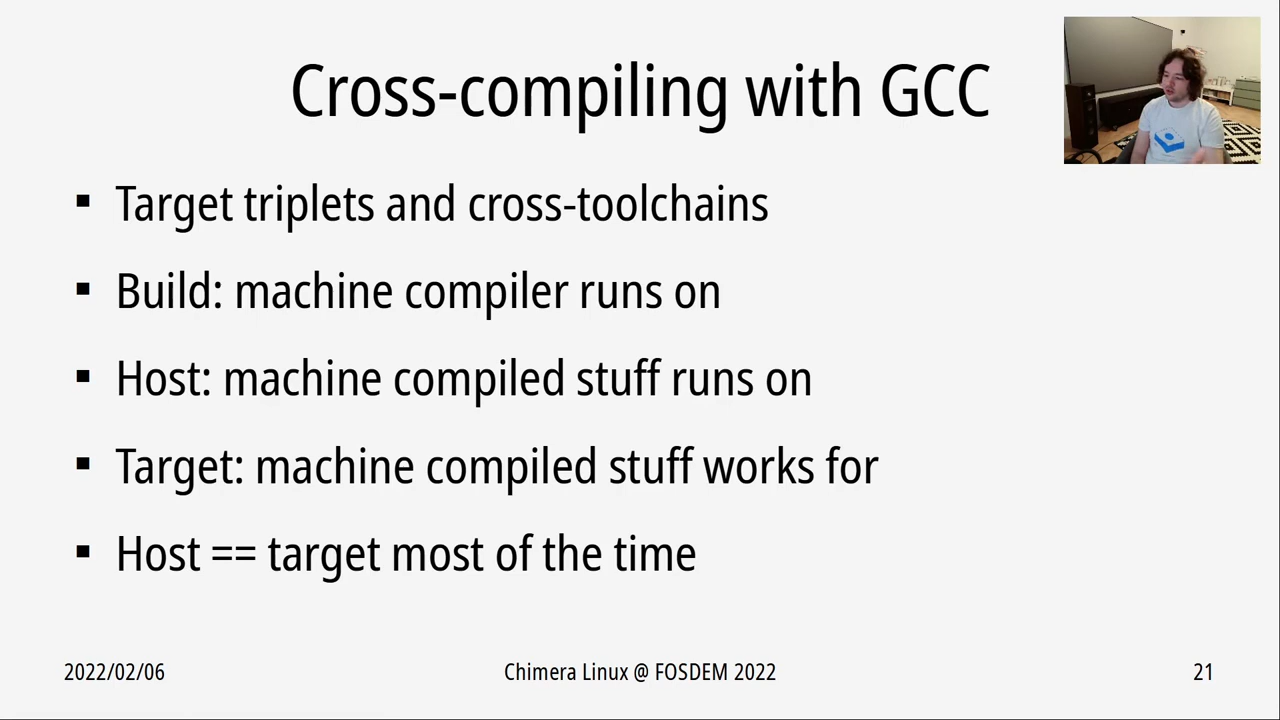 Cross-compiling with GCC
Target triplets and cross-toolchains
Build: machine compiler runs on
Host: machine compiled stuff runs on
Target: machine compiled stuff works for
Host == target most of the time
2022/02/06
Chimera Linux @ FOSDEM 2022
21